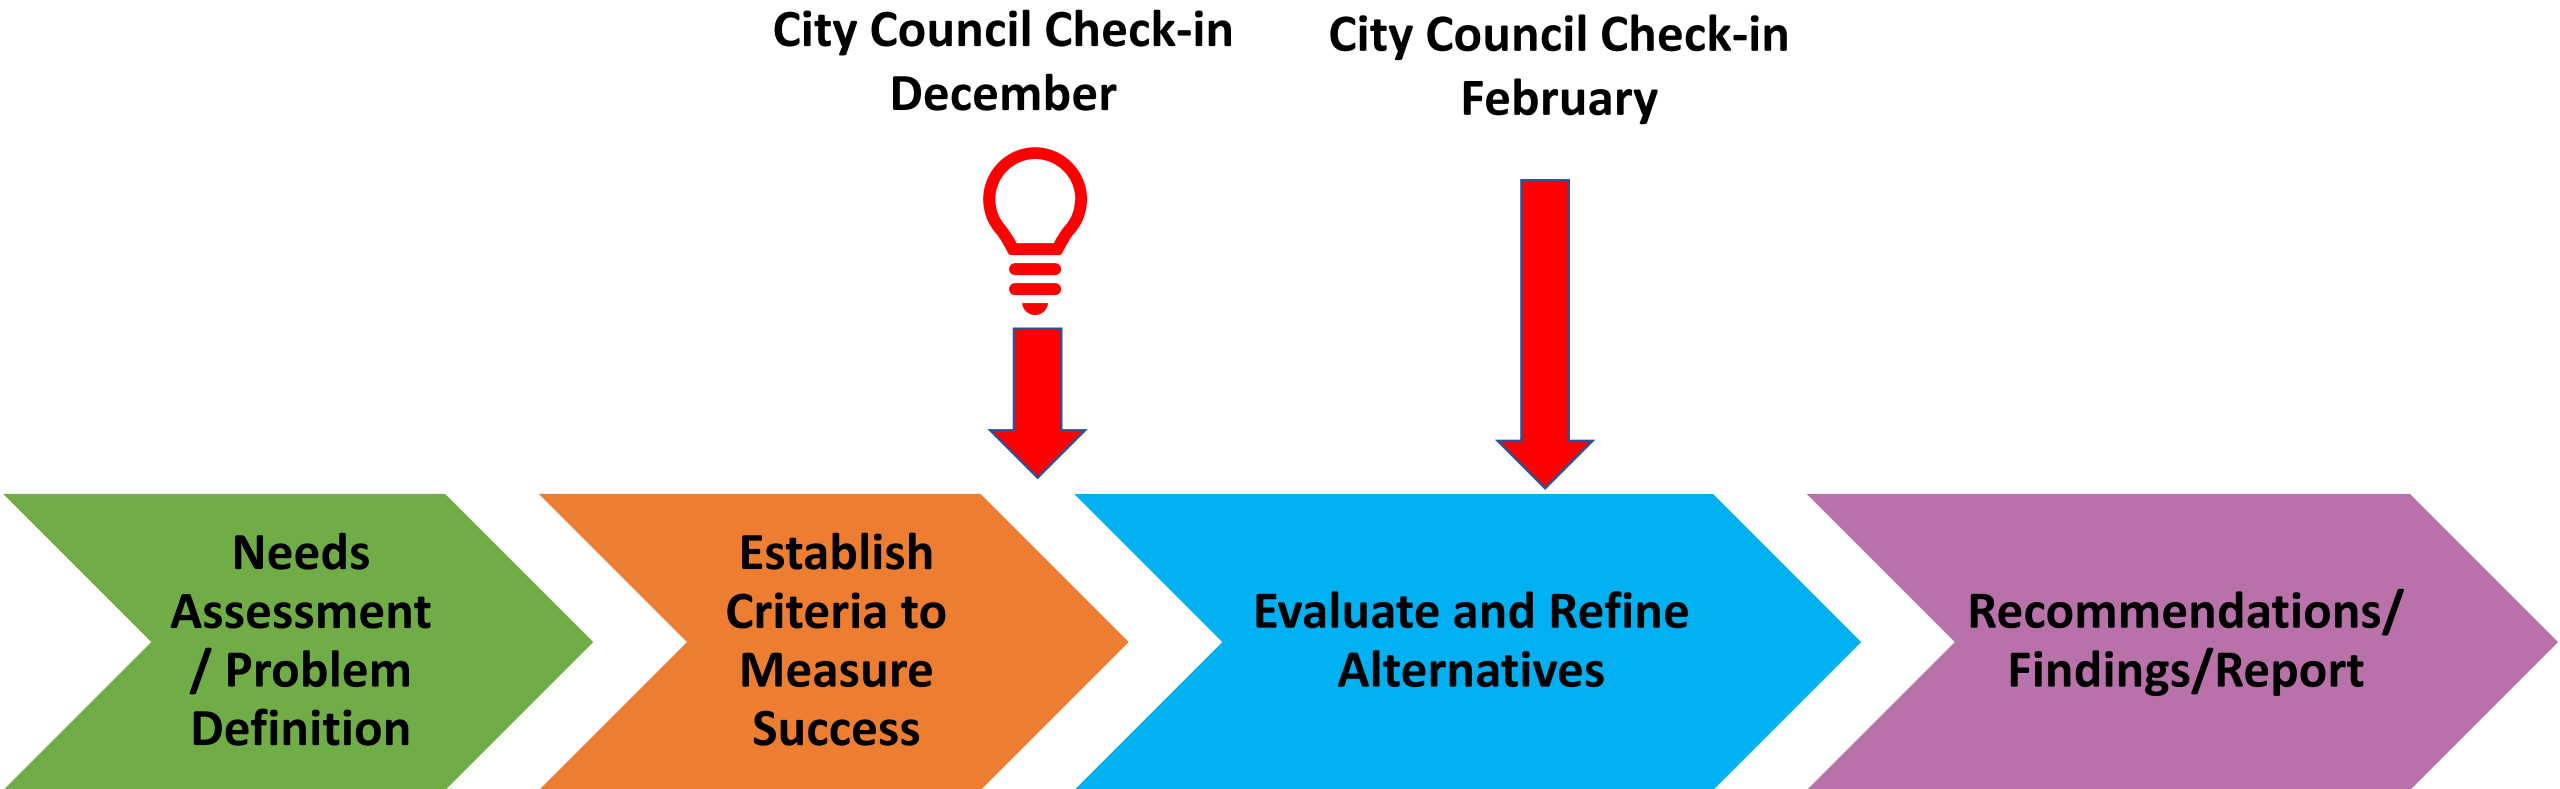 City Council Check-in
December
City Council Check-in
February
Needs
Assessment
/ Problem
Definition
Establish
Criteria to
Measure
Success
Evaluate and Refine
Alternatives
Recommendations/
Findings/Report